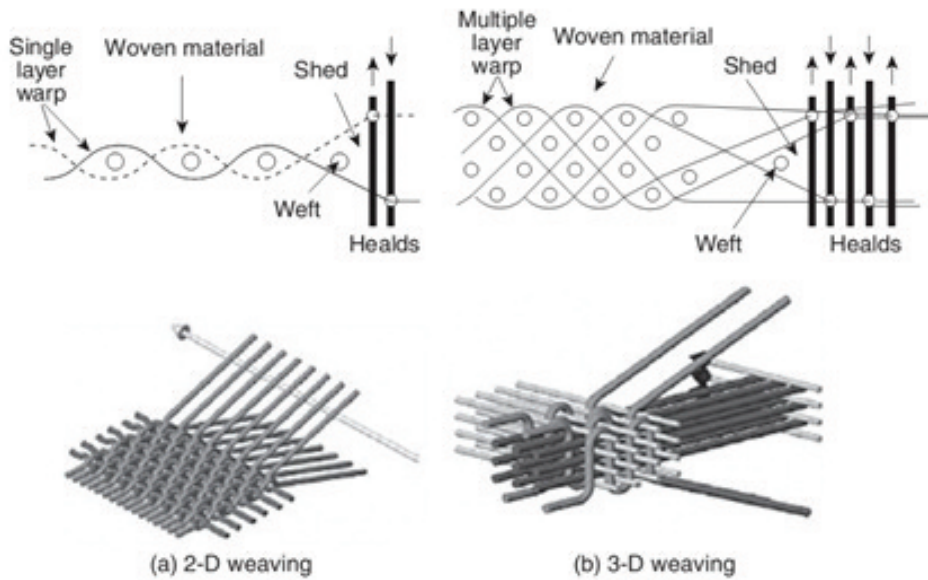 Single
layer
warp
Woven material
Shed
Weft
Healds
Multiple
layer
warp
Woven material
Shed
Weft
Healds
(a) 2-D weaving
(b) 3-D weaving